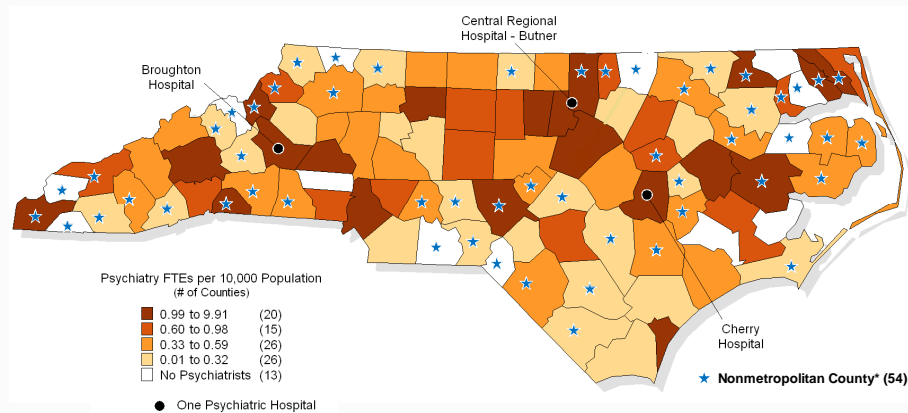 Central Regional
Hospital - Butner
Broughton
Hospital
Psychiatry FTEs per 10,000 Population
(# of Counties)
0.99 to 9.91 (20)
0.60 to 0.98 (15)
0.33 to 0.59 (26)
0.01 to 0.32 (26)
No Psychiatrists (13)
One Psychiatric Hospital
Cherry
Hospital
Nonmetropolitan County* (54)